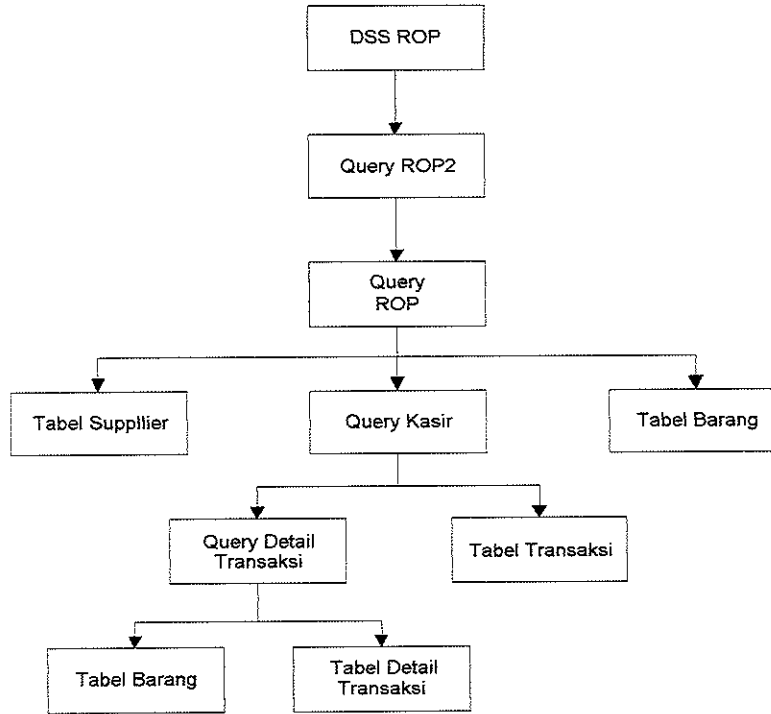 DSS ROP
Query ROP2
Query
ROP
Tabel Suppilier
Query Kasir
Tabel Barang
Query Detail
Transaksi
Tabel Transaksi
Tabel Barang
Tabel Detail
Transaksi